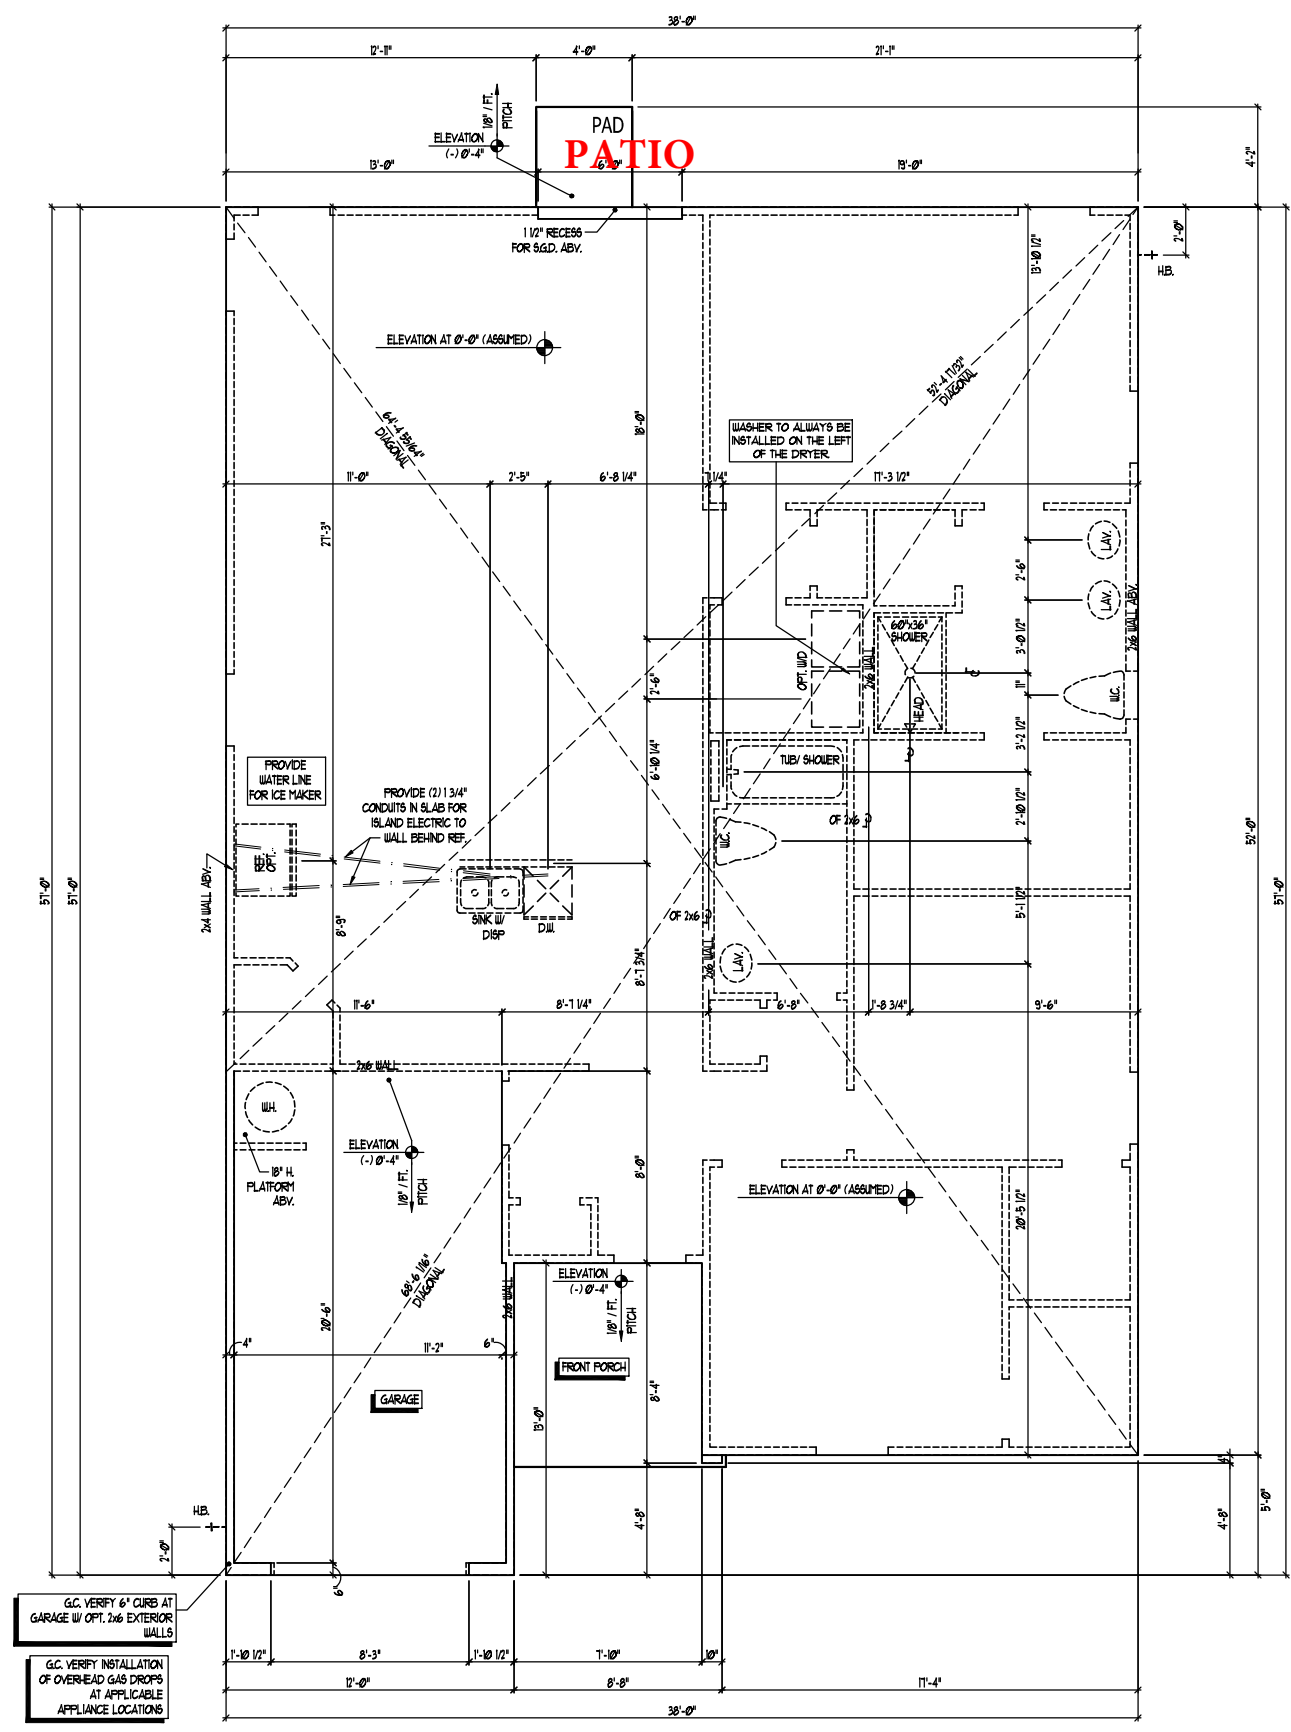 38'-0"
12'-11"
4'-0"
21'-1"
1/8" / FT.
PITCH
PAD
ELEVATION
(-) 0'-4"
PATIO
4'-2"
13'-0"
6'-0"
19'-0"
2'-0"
1 1/2" RECESS
FOR S.G.D. ABV.
13'-10 1/2"
H.B.
ELEVATION AT 0'-0" (ASSUMED)
52'-4 17/32"
DIAGONAL
64'-4 55/64"
DIAGONAL
18'-0"
WASHER TO ALWAYS BE
INSTALLED ON THE LEFT
OF THE DRYER.
11'-0"
2'-5"
6'-8 1/4"
17'-3 1/2"
27'-3"
LAV.
2'-6"
LAV.
2x6 WALL ABV.
60"x36"
SHOWER
3'-0 1/2"
OPT. W/D
2x6 WALL
2'-6"
11"
W.C.
HEAD
3'-2 1/2"
6'-10 1/4"
TUB/ SHOWER
PROVIDE
WATER LINE
FOR ICE MAKER
PROVIDE (2) 1 3/4"
CONDUITS IN SLAB FOR
ISLAND ELECTRIC TO
WALL BEHIND REF.
2'-10 1/2"
OF 2x6
W.C.
52'-0"
REF.
OPT.
57'-0"
57'-0"
57'-0"
2x4 WALL ABV.
8'-9"
SINK W/
DISP
D.W.
OF 2x6
5'-1 1/2"
8'-7 3/4"
2x6 WALL
LAV.
11'-6"
8'-7 1/4"
6'-8"
1'-8 3/4"
9'-6"
2x6 WALL
W.H.
ELEVATION
(-) 0'-4"
18" H.
PLATFORM
ABV.
1/8" / FT.
PITCH
8'-0"
ELEVATION AT 0'-0" (ASSUMED)
20'-5 1/2"
68'-6 1/16"
DIAGONAL
ELEVATION
(-) 0'-4"
2x6 WALL
1/8" / FT.
PITCH
20'-6"
4"
11'-2"
6"
FRONT PORCH
GARAGE
13'-0"
8'-4"
4"
H.B.
2'-0"
4'-8"
4'-8"
5'-0"
6"
G.C. VERIFY 6" CURB AT
GARAGE W/ OPT. 2x6 EXTERIOR
WALLS
1'-10 1/2"
8'-3"
1'-10 1/2"
7'-10"
10"
G.C. VERIFY INSTALLATION
OF OVERHEAD GAS DROPS
AT APPLICABLE
APPLIANCE LOCATIONS
12'-0"
8'-8"
17'-4"
38'-0"